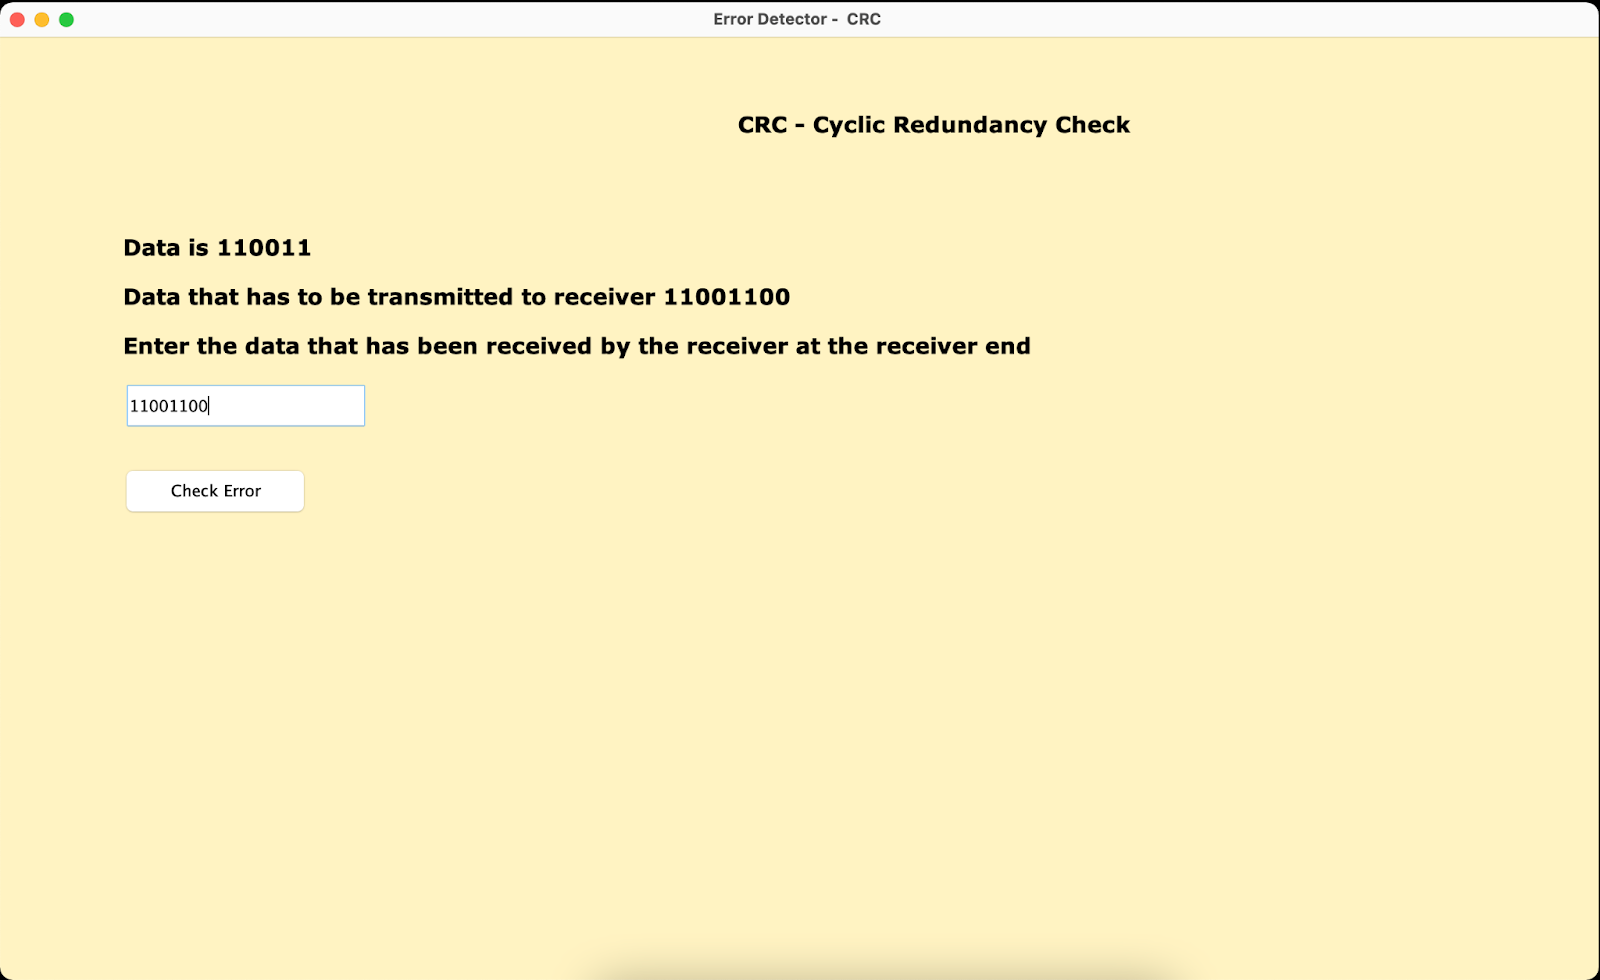 Error Detector - CRC
CRC - Cyclic Redundancy Check
Data is 110011
Data that has to be transmitted to receiver 11001100
Enter the data that has been received by the receiver at the receiver end
11001100
Check Error